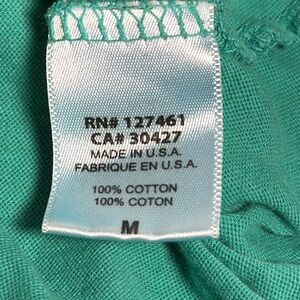 RN# 127461
CA# 30427
MADE IN U.S.A.
FABRIQUE EN U.S.A.
100% COTTON
100% COTON
M